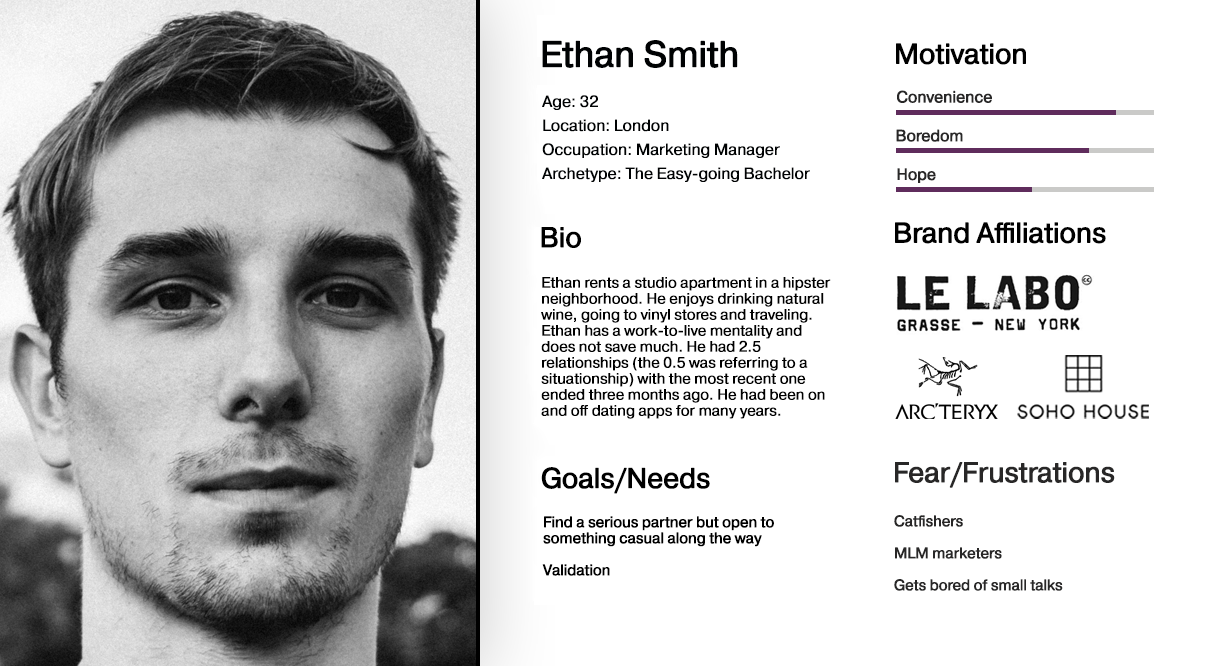 Ethan Smith
Age: 32
Location: London
Occupation: Marketing Manager
Archetype: The Easy-going Bachelor
Bio
Ethan rents a studio apartment in a hipster
neighborhood. He enjoys drinking natural
wine, going to vinyl stores and traveling.
Ethan has a work-to-live mentality and
does not save much. He had 2.5
relationships (the 0.5 was referring to a
situationship) with the most recent one
ended three months ago. He had been on
and off dating apps for many years.
Goals/Needs
Find a serious partner but open to
something casual along the way
Validation
Motivation
Convenience
Boredom
Hope
Brand Affiliations
LE LABO
GRASSE - NEW YORK
ARC'TERYX
SOHO HOUSE
Fear/Frustrations
Catfishers
MLM marketers
Gets bored of small talks